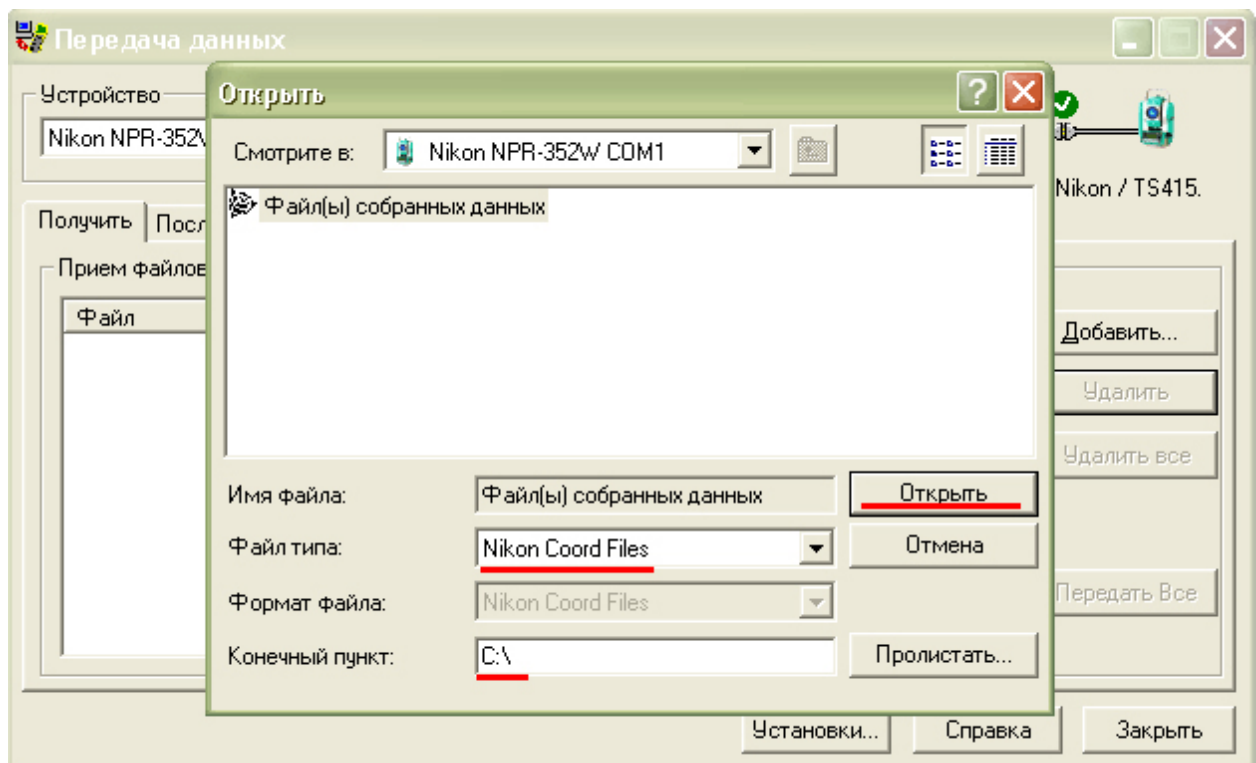 Передача данных
Устройство
Nikon NPR-352W
Nikon / TS415.
Получить
Посл
Прием файлов
Файл
Добавить...
Удалить
Удалить все
Передать Все
Открыть
Смотрите в:
Nikon NPR-352W COM1
Файл(ы) собранных данных
Имя файла:
Файл(ы) собранных данных
Открыть
Файл типа:
Nikon Coord Files
Отмена
Формат файла:
Nikon Coord Files
Конечный пункт:
C:\
Пролистать...
Установки...
Справка
Закрыть